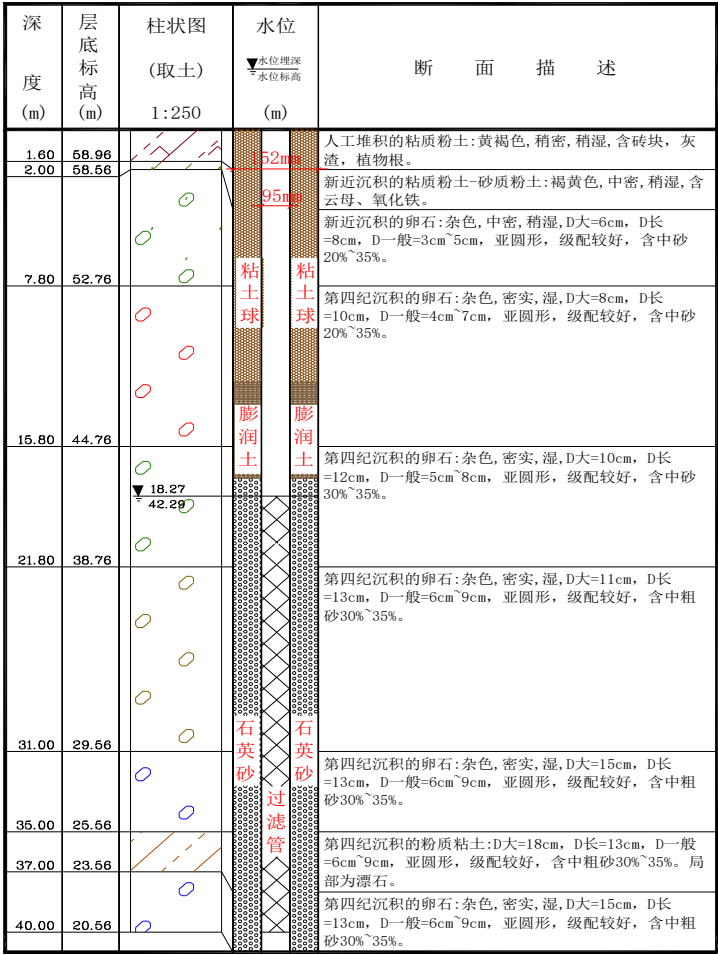 深
度
(m)
层
底
标
高
(m)
柱状图
(取土)
1:250
水位
水位埋深
水位标高
(m)
断 面 描 述
人工堆积的粘质粉土:黄褐色,稍密,稍湿,含砖块, 灰
渣, 植物根。
1.60 68.96
新近沉积的粘质粉土-砂质粉土:褐黄色,中密,稍湿,含
云母、氧化铁。
2.00 58.56
152mm
95mm
新近沉积的卵石:杂色,中密,稍湿,D大=6cm, D长
=8cm, D一般=3cm~5cm, 亚圆形, 级配较好, 含中砂
20%~35%。
7.80 52.76
粘
土
球
粘
土
球
第四纪沉积的卵石:杂色,密实,湿,D大=8cm, D长
=10cm, D一般=4cm~7cm, 亚圆形, 级配较好, 含中砂
20%~35%。
15.80 44.76
膨
润
土
膨
润
土
第四纪沉积的卵石:杂色,密实,湿,D大=10cm, D长
=12cm, D一般=5cm~8cm, 亚圆形, 级配较好, 含中砂
30%~35%。
18.27
42.29
21.80 38.76
第四纪沉积的卵石:杂色,密实,湿,D大=11cm, D长
=13cm, D一般=6cm~9cm, 亚圆形, 级配较好, 含中粗
砂30%~35%。
31.00 29.56
石
英
砂
石
英
砂
过
滤
管
第四纪沉积的卵石:杂色,密实,湿,D大=15cm, D长
=13cm, D一般=6cm~9cm, 亚圆形, 级配较好, 含中粗
砂30%~35%。
35.00 25.56
第四纪沉积的粉质粘土:D大=18cm, D长=13cm, D一般
=6cm~9cm, 亚圆形, 级配较好, 含中粗砂30%~35%。局
部为漂石。
37.00 23.56
第四纪沉积的卵石:杂色,密实,湿,D大=15cm, D长
=13cm, D一般=6cm~9cm, 亚圆形, 级配较好, 含中粗
砂30%~35%。
40.00 20.56